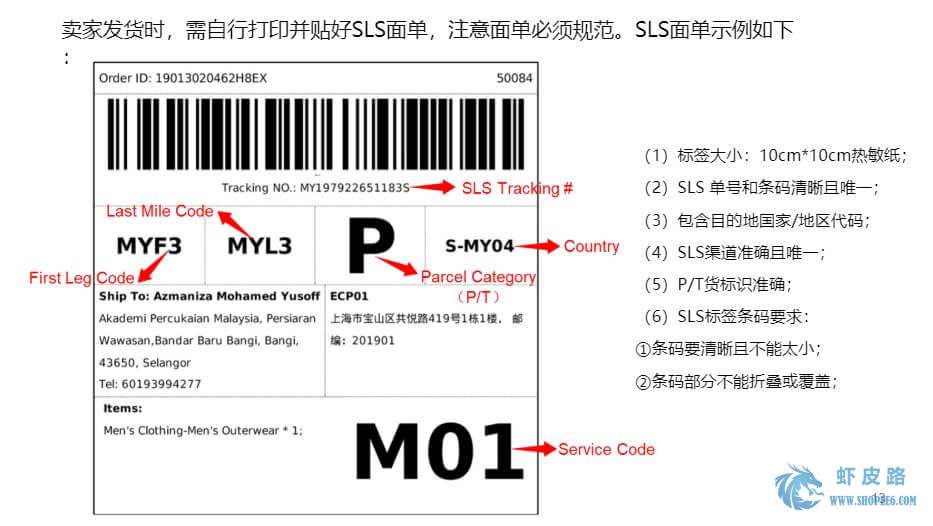 卖家发货时，需自行打印并贴好SLS面单，注意面单必须规范。SLS面单示例如下
：
Order ID: 19013020462H8EX 50084
Tracking NO.: MY197922651183S SLS Tracking #
Last Mile Code
MYF3 MYL3 P S-MY04 Country
First Leg Code Parcel Category
（P/T）
Ship To: Azmaniza Mohamed Yusoff
Akademi Percukaian Malaysia, Persiaran
Wawasan,Bandar Baru Bangi, Bangi,
43650, Selangor
Tel: 60193994277
ECP01
上海市宝山区共悦路419号1栋1楼， 邮
编：201901
Items:
Men's Clothing-Men's Outerwear * 1;
M01 Service Code
（1）标签大小：10cm*10cm热敏纸；
（2）SLS 单号和条码清晰且唯一；
（3）包含目的地国家/地区代码；
（4）SLS渠道准确且唯一；
（5）P/T货标识准确；
（6）SLS标签条码要求：
①条码要清晰且不能太小；
②条码部分不能折叠或覆盖；
虾皮路
WWW.SHOPEE6.COM
13